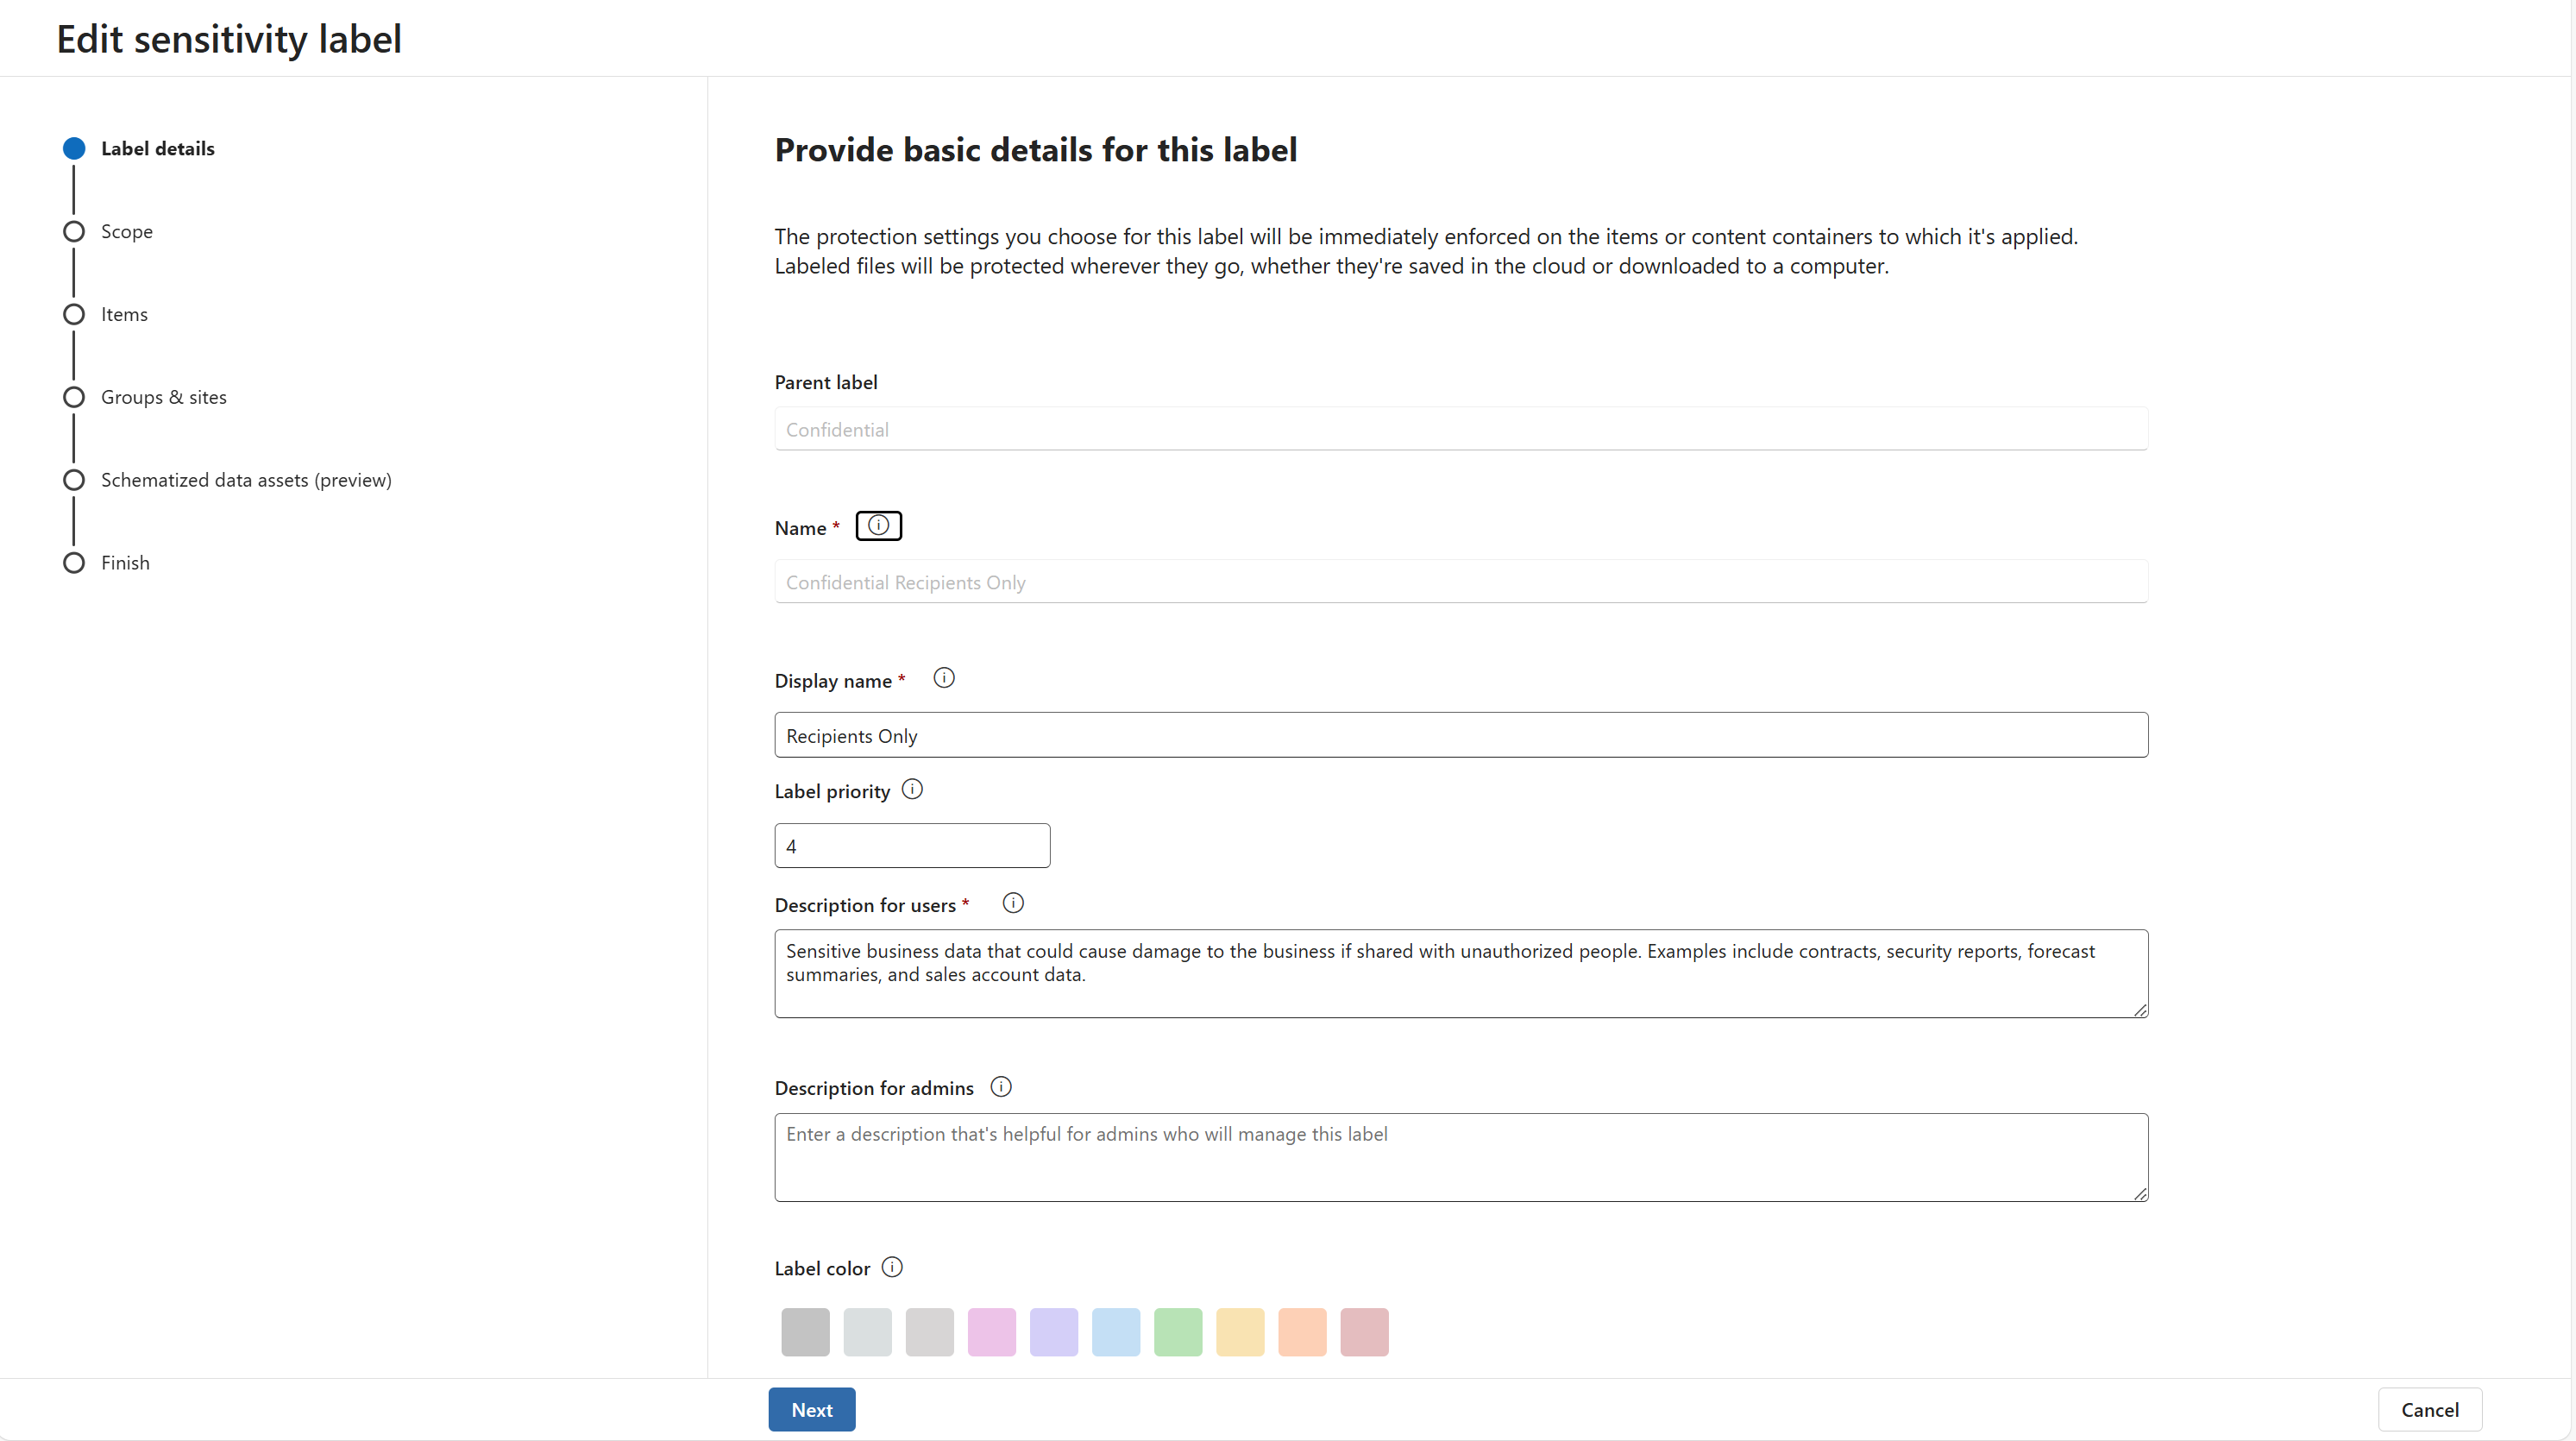 Edit sensitivity label
Label details
Scope
Items
Groups & sites
Schematized data assets (preview)
Finish
Provide basic details for this label
The protection settings you choose for this label will be immediately enforced on the items or content containers to which it's applied.
Labeled files will be protected wherever they go, whether they're saved in the cloud or downloaded to a computer.
Parent label
Confidential
Name *
Confidential Recipients Only
Display name *
Recipients Only
Label priority
4
Description for users *
Sensitive business data that could cause damage to the business if shared with unauthorized people. Examples include contracts, security reports, forecast
summaries, and sales account data.
Description for admins
Enter a description that's helpful for admins who will manage this label
Label color
Next
Cancel